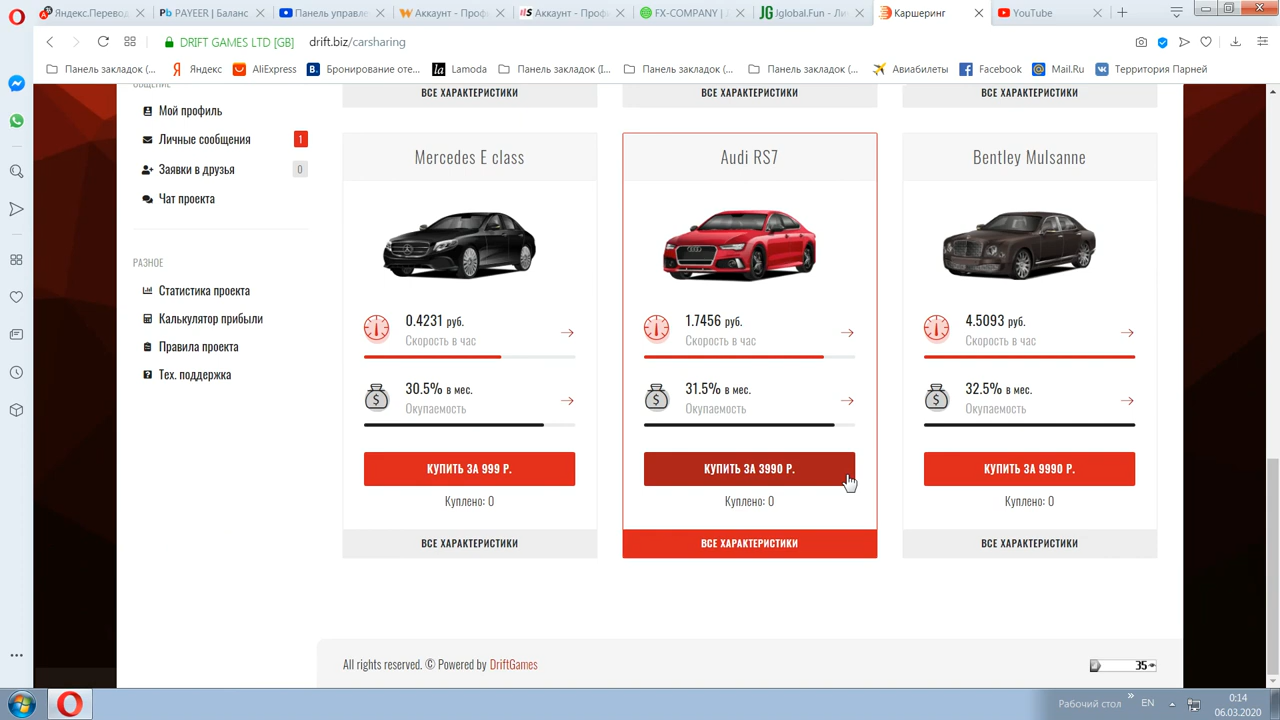 Яндекс.Перевод
PAYEER | Баланс
Панель управл
Аккаунт - Проф
Аккаунт - Проф
FX-COMPANY |
Jglobal.Fun - Ли
Каршеринг
YouTube
DRIFT GAMES LTD [GB]
drift.biz/carsharing
Панель закладок (...
Яндекс
AliExpress
Бронирование оте...
Lamoda
Панель закладок (I...
Панель закладок (...
Панель закладок (...
Авиабилеты
Facebook
Mail.Ru
Территория Парней
ОБЩЕНИЕ
Мой профиль
Личные сообщения 1
Заявки в друзья 0
Чат проекта
РАЗНОЕ
Статистика проекта
Калькулятор прибыли
Правила проекта
Тех. поддержка
ВСЕ ХАРАКТЕРИСТИКИ
ВСЕ ХАРАКТЕРИСТИКИ
ВСЕ ХАРАКТЕРИСТИКИ
Mercedes E class
0.4231 руб.
Скорость в час
30.5% в мес.
Окупаемость
КУПИТЬ ЗА 999 Р.
Куплено: 0
ВСЕ ХАРАКТЕРИСТИКИ
Audi RS7
1.7456 руб.
Скорость в час
31.5% в мес.
Окупаемость
КУПИТЬ ЗА 3990 Р.
Куплено: 0
ВСЕ ХАРАКТЕРИСТИКИ
Bentley Mulsanne
4.5093 руб.
Скорость в час
32.5% в мес.
Окупаемость
КУПИТЬ ЗА 9990 Р.
Куплено: 0
ВСЕ ХАРАКТЕРИСТИКИ
All rights reserved. © Powered by DriftGames
35
Рабочий стол
EN
0:14
06.03.2020